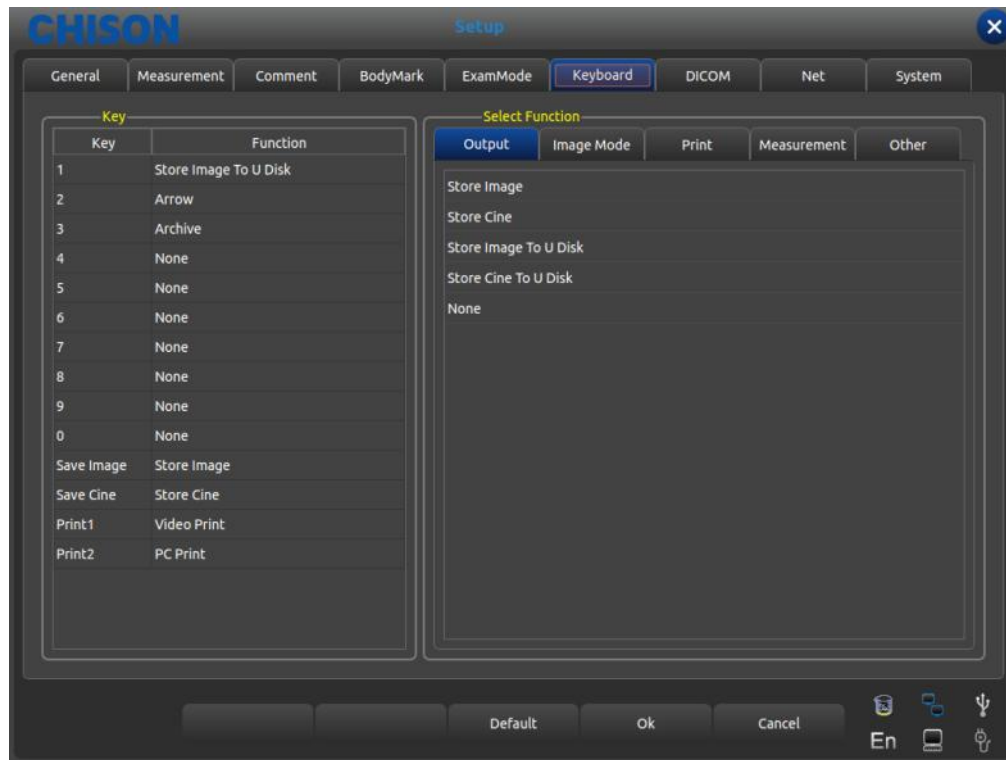 CHISON Setup
General Measurement Comment BodyMark ExamMode Keyboard DICOM Net System
Key
Key Function
1 Store Image To U Disk
2 Arrow
3 Archive
4 None
5 None
6 None
7 None
8 None
9 None
0 None
Save Image Store Image
Save Cine Store Cine
Print1 Video Print
Print2 PC Print
Select Function
Output Image Mode Print Measurement Other
Store Image
Store Cine
Store Image To U Disk
Store Cine To U Disk
None
Default Ok Cancel
En